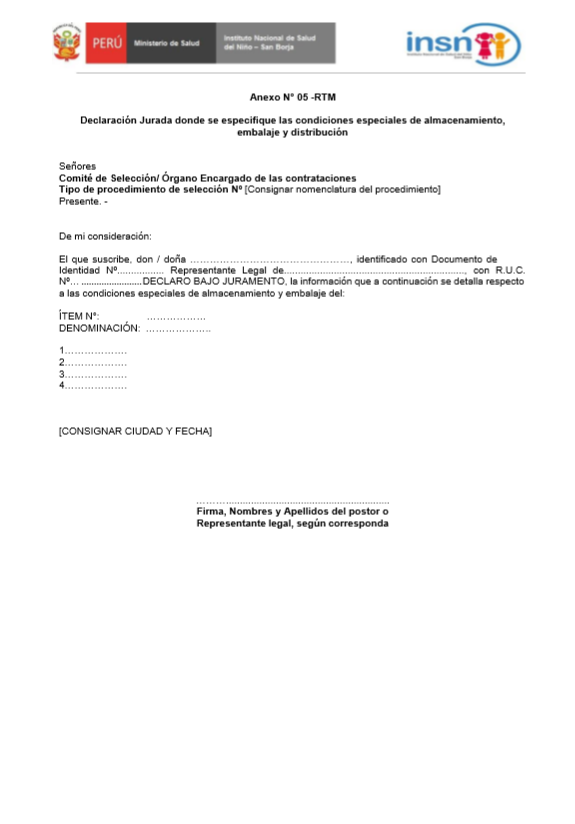 PERÚ
Ministerio de Salud
Instituto Nacional de Salud
del Niño – San Borja
insn
Anexo N° 05 -RTM
Declaración Jurada donde se especifique las condiciones especiales de almacenamiento,
embalaje y distribución
Señores
Comité de Selección/ Órgano Encargado de las contrataciones
Tipo de procedimiento de selección Nº [Consignar nomenclatura del procedimiento]
Presente. -
De mi consideración:
El que suscribe, don / doña …………………………………………, identificado con Documento de
Identidad Nº................. Representante Legal de..................................................................., con R.U.C.
Nº... .......................DECLARO BAJO JURAMENTO, la información que a continuación se detalla respecto
a las condiciones especiales de almacenamiento y embalaje del:
ÍTEM N°: ………………
DENOMINACIÓN: ………………..
1……………….
2……………….
3……………….
4……………….
[CONSIGNAR CIUDAD Y FECHA]
………...........................................................
Firma, Nombres y Apellidos del postor o
Representante legal, según corresponda